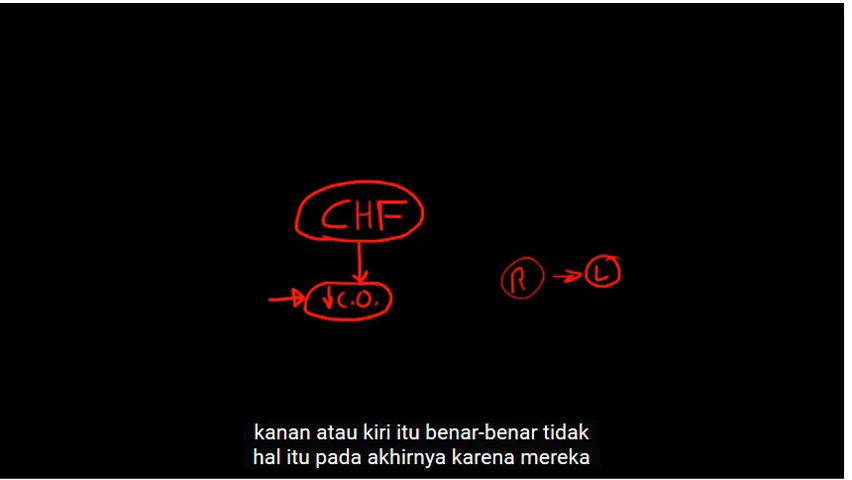 CHF
↓C.O.
R → L
kanan atau kiri itu benar-benar tidak
hal itu pada akhirnya karena mereka